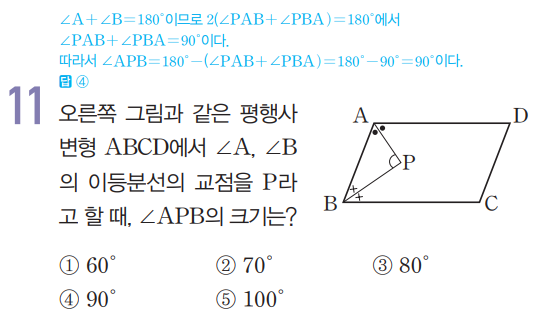 ∠A+∠B=180°이므로 2(∠PAB+∠PBA)=180°에서
∠PAB+∠PBA=90°이다.
따라서 ∠APB=180°-(∠PAB+∠PBA)=180°-90°=90°이다.
답 ④
11 오른쪽 그림과 같은 평행사
변형 ABCD에서 ∠A, ∠B
의 이등분선의 교점을 P라
고 할 때, ∠APB의 크기는?
A D
P
B C
① 60° ② 70° ③ 80°
④ 90° ⑤ 100°